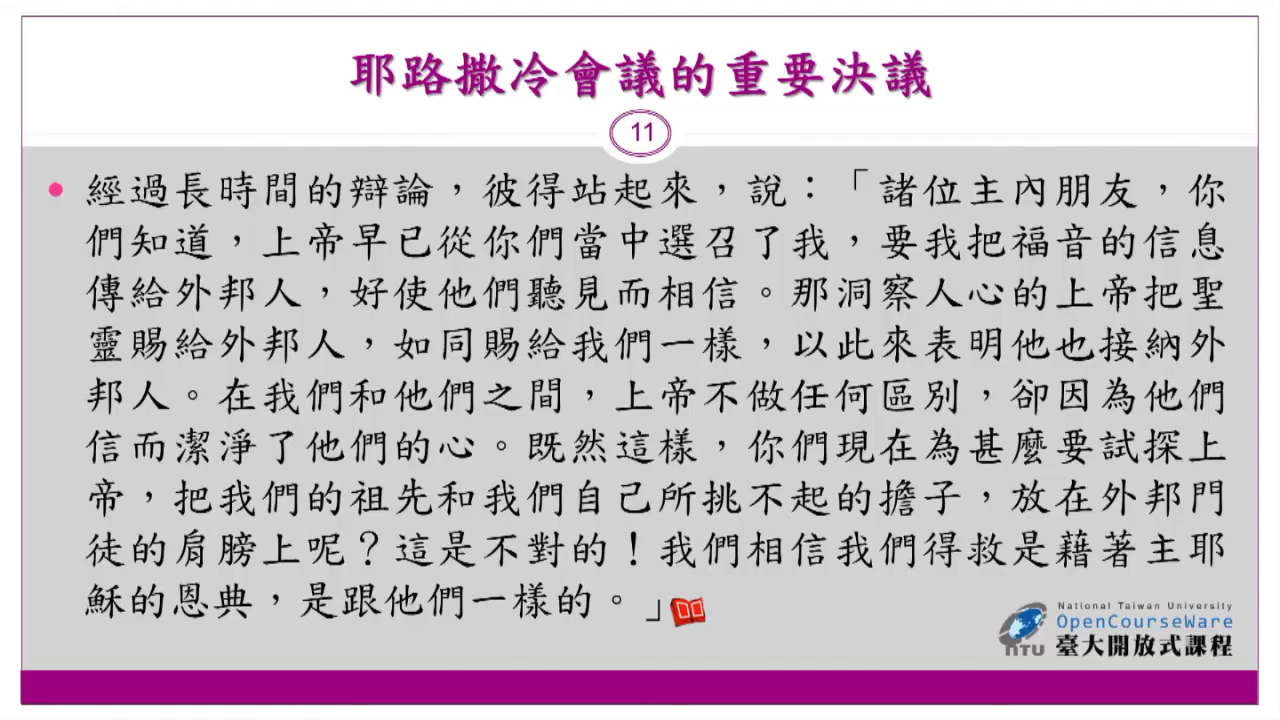 耶路撒冷會議的重要決議
11
• 經過長時間的辯論，彼得站起來，說：「諸位主內朋友，你
們知道，上帝早已從你們當中選召了我，要我把福音的信息
傳給外邦人，好使他們聽見而相信。那洞察人心的上帝把聖
靈賜給外邦人，如同賜給我們一樣，以此來表明他也接納外
邦人。在我們和他們之間，上帝不做任何區別，卻因為他們
信而潔淨了他們的心。既然這樣，你們現在為甚麼要試探上
帝，把我們的祖先和我們自己所挑不起的擔子，放在外邦門
徒的肩膀上呢？這是不對的！我們相信我們得救是藉著主耶
穌的恩典，是跟他們一樣的。」
National Taiwan University
OpenCourseWare
NTU 臺大開放式課程